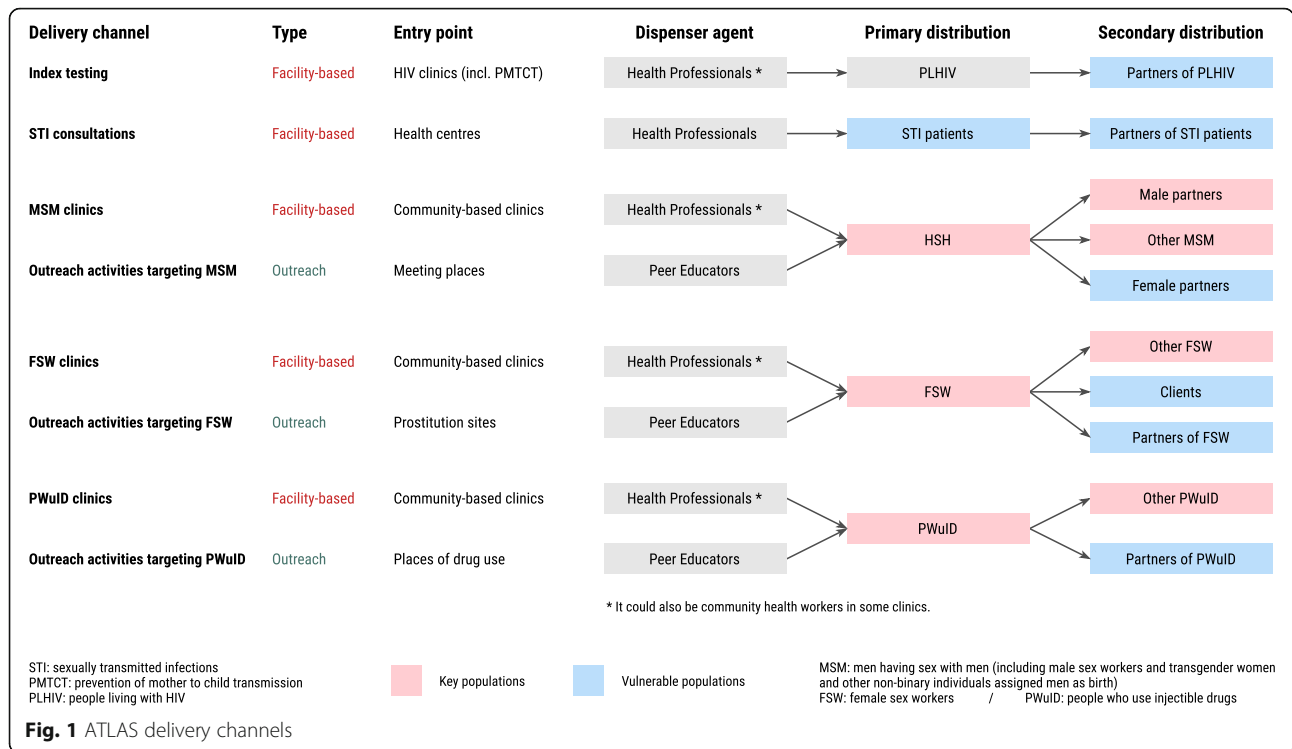 Delivery channel Type Entry point Dispenser agent Primary distribution Secondary distribution
Index testing Facility-based HIV clinics (incl. PMTCT) Health Professionals * PLHIV Partners of PLHIV
STI consultations Facility-based Health centres Health Professionals STI patients Partners of STI patients
Male partners
MSM clinics Facility-based Community-based clinics Health Professionals *
HSH Other MSM
Outreach activities targeting MSM Outreach Meeting places Peer Educators
Female partners
Other FSW
FSW clinics Facility-based Community-based clinics Health Professionals *
FSW Clients
Outreach activities targeting FSW Outreach Prostitution sites Peer Educators
Partners of FSW
PWuID clinics Facility-based Community-based clinics Health Professionals * Other PWuID
PWuID
Outreach activities targeting PWuID Outreach Places of drug use Peer Educators Partners of PWuID
* It could also be community health workers in some clinics.
STI: sexually transmitted infections
PMTCT: prevention of mother to child transmission
PLHIV: people living with HIV
Key populations
Vulnerable populations
MSM: men having sex with men (including male sex workers and transgender women
and other non-binary individuals assigned men as birth)
FSW: female sex workers / PWuID: people who use injectible drugs
Fig. 1 ATLAS delivery channels